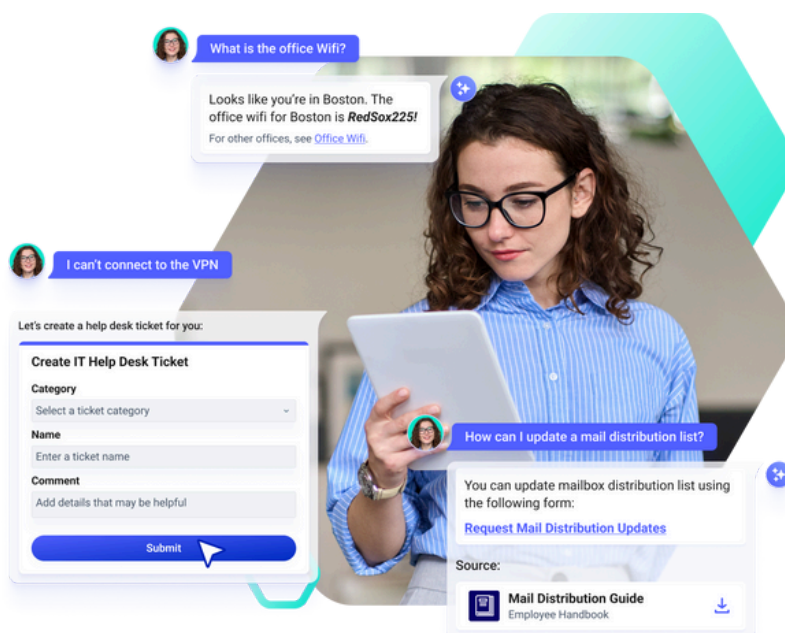 What is the office Wifi?
Looks like you're in Boston. The
office wifi for Boston is RedSox225!
For other offices, see Office Wifi.
I can't connect to the VPN
Let's create a help desk ticket for you:
Create IT Help Desk Ticket
Category
Select a ticket category
Name
Enter a ticket name
Comment
Add details that may be helpful
Submit
How can I update a mail distribution list?
You can update mailbox distribution list using
the following form:
Request Mail Distribution Updates
Source:
Mail Distribution Guide
Employee Handbook